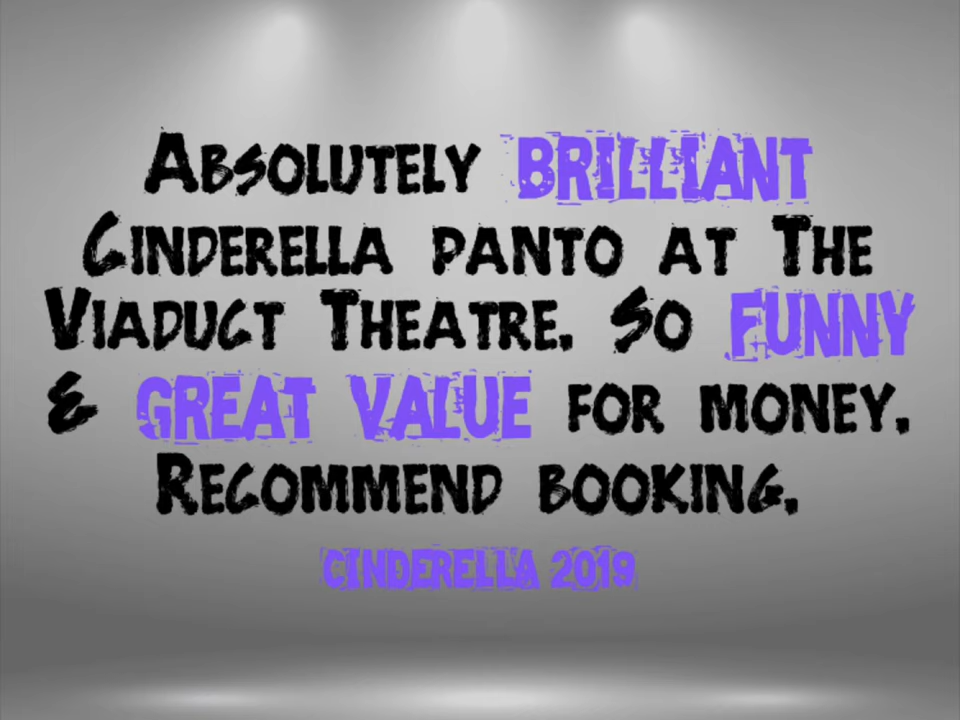 Absolutely BRILLIANT
Cinderella panto at The
Viaduct Theatre. So FUNNY
& GREAT VALUE for money.
Recommend booking.
CINDERELLA 2019